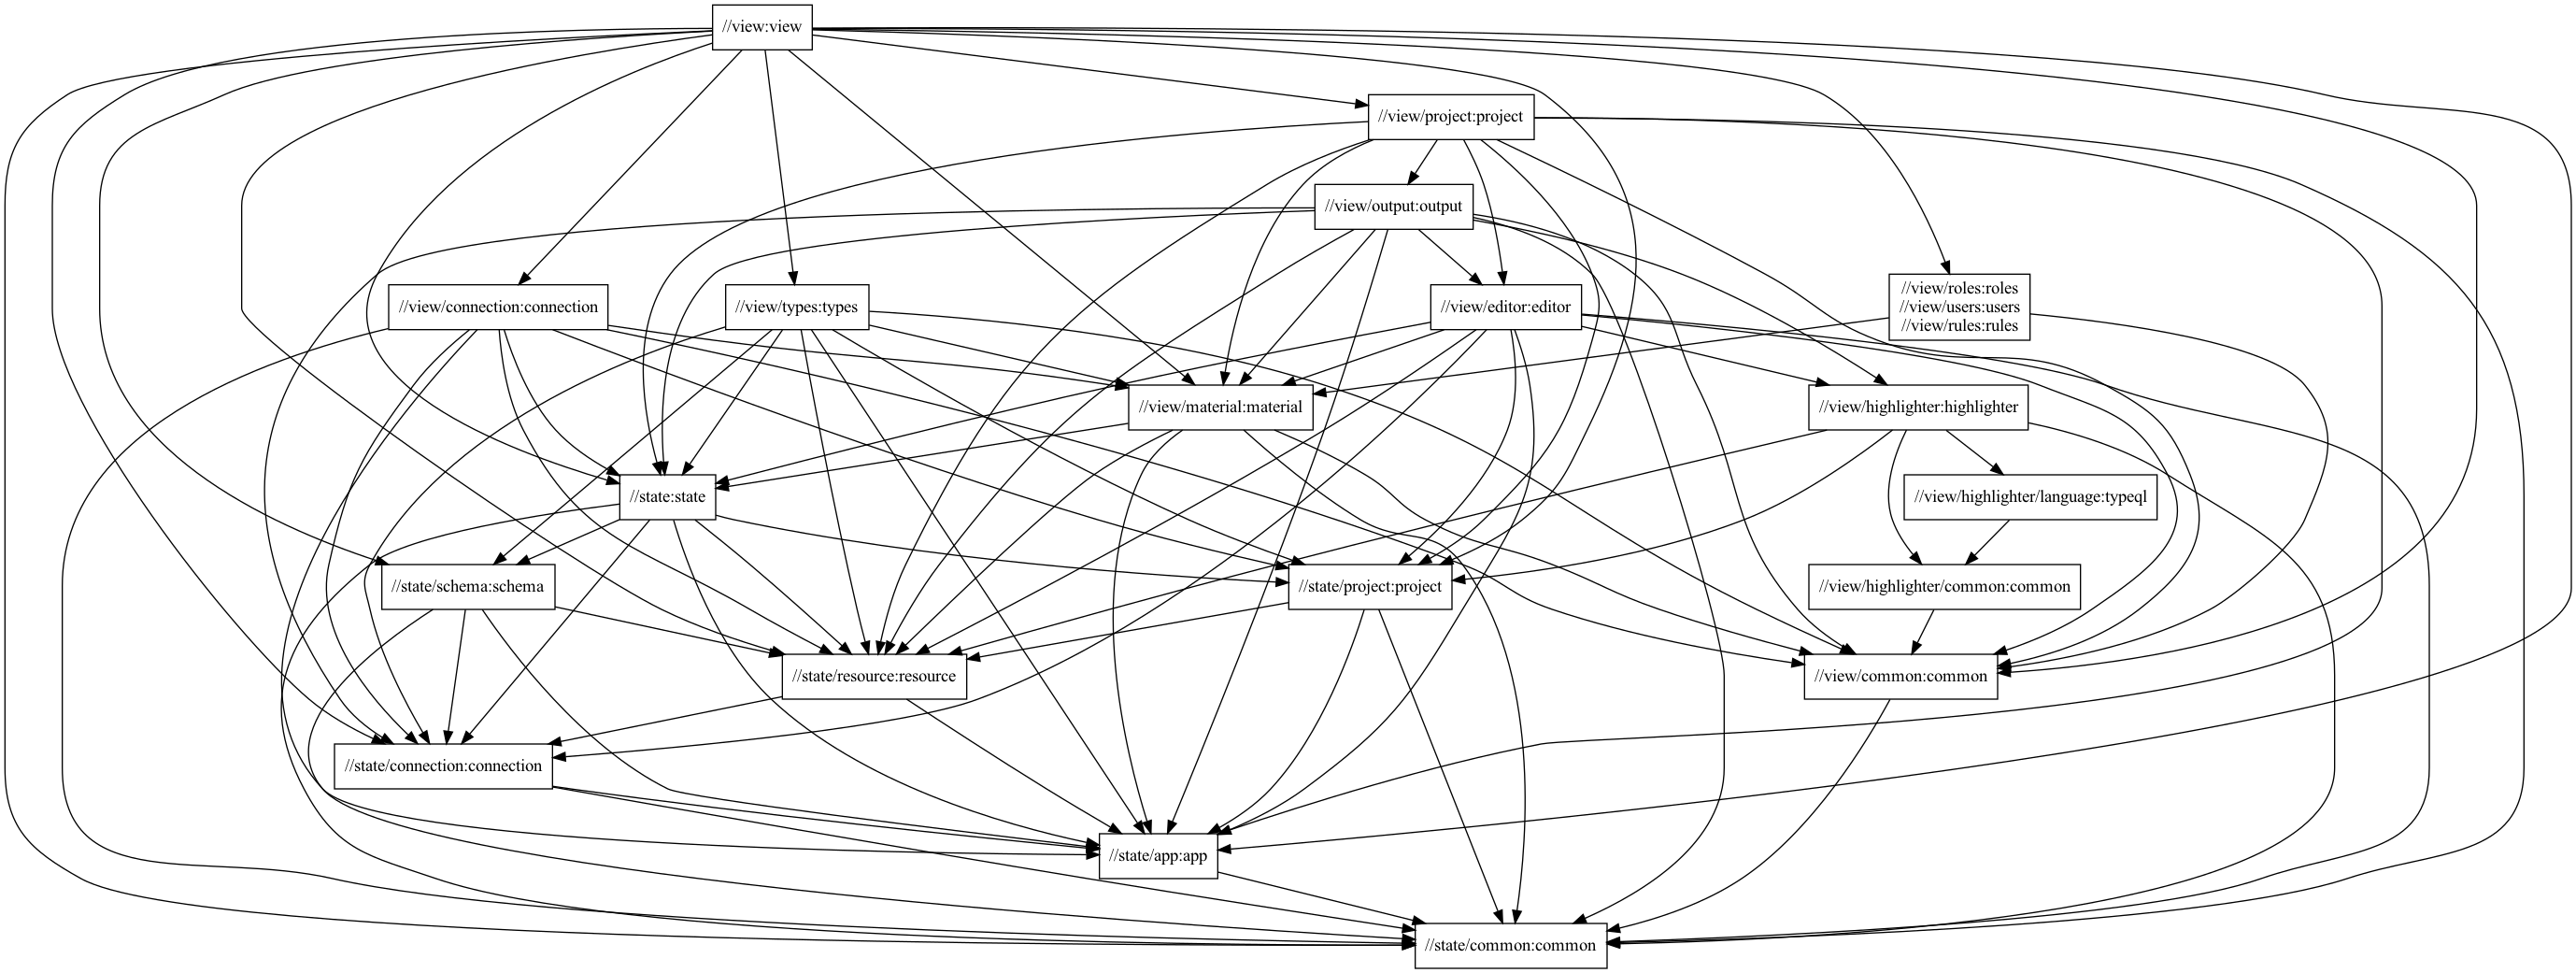 //view:view
//view/project:project
//view/output:output
//view/connection:connection
//view/types:types
//view/editor:editor
//view/roles:roles
//view/users:users
//view/rules:rules
//view/material:material
//view/highlighter:highlighter
//state:state
//view/highlighter/language:typeql
//state/schema:schema
//state/project:project
//view/highlighter/common:common
//state/resource:resource
//view/common:common
//state/connection:connection
//state/app:app
//state/common:common